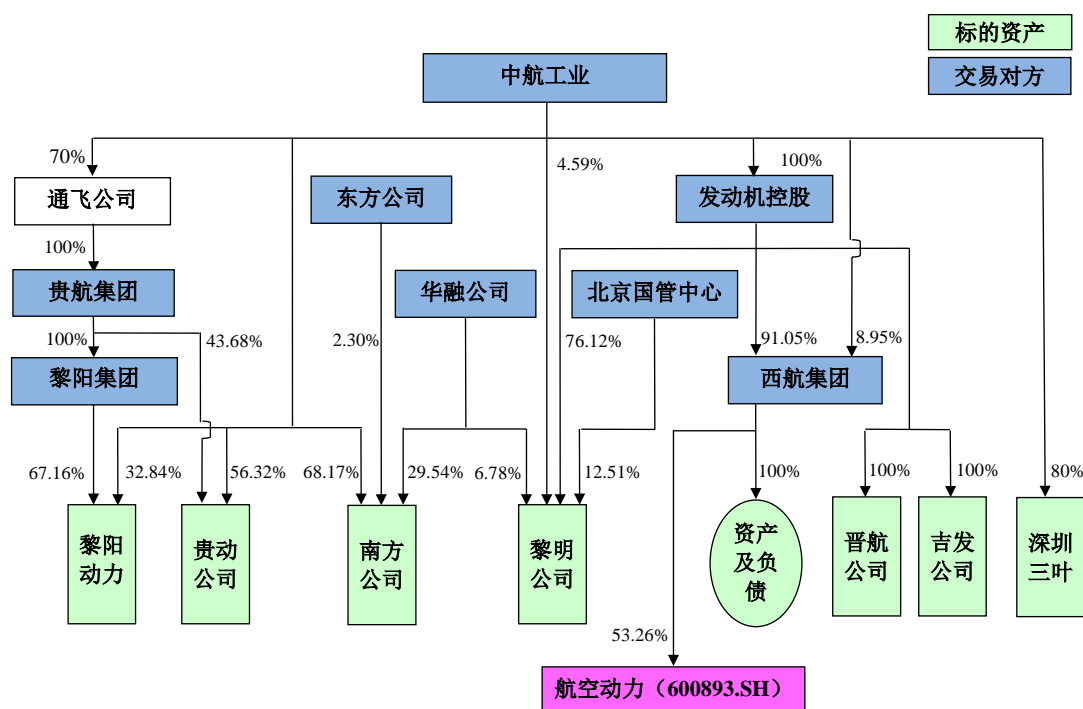 标的资产
中航工业
交易对方
70%
4.59%
100%
通飞公司
东方公司
发动机控股
100%
贵航集团
华融公司
北京国管中心
100%
43.68%
2.30%
76.12%
91.05%
8.95%
黎阳集团
西航集团
67.16%
32.84%
56.32%
68.17%
29.54%
6.78%
12.51%
100%
100%
100%
80%
黎阳
动力
贵动
公司
南方
公司
黎明
公司
资产
及负
债
晋航
公司
吉发
公司
深圳
三叶
53.26%
航空动力（600893.SH）